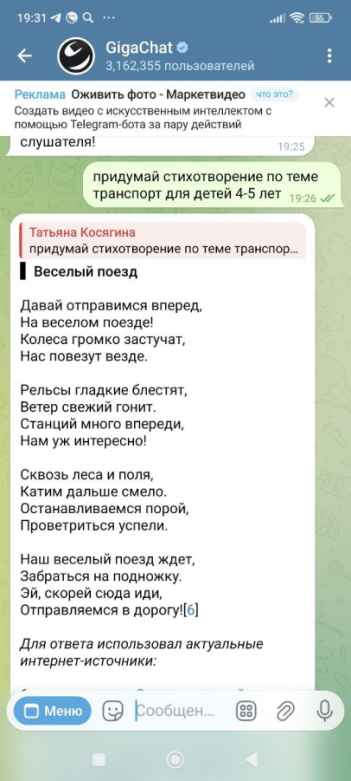 19:31
95
GigaChat
3,162,355 пользователей
Реклама Оживить фото - Маркетвидео что это?
Создать видео с искусственным интеллектом с
помощью Telegram-бота за пару действий
слушателя!
19:25
придумай стихотворение по теме
транспорт для детей 4-5 лет 19:26
Татьяна Косягина
придумай стихотворение по теме транспор...
Веселый поезд
Давай отправимся вперед,
На веселом поезде!
Колеса громко застучат,
Нас повезут везде.
Рельсы гладкие блестят,
Ветер свежий гонит.
Станций много впереди,
Нам уж интересно!
Сквозь леса и поля,
Катим дальше смело.
Останавливаемся порой,
Проветриться успели.
Наш веселый поезд ждет,
Забраться на подножку.
Эй, скорей сюда иди,
Отправляемся в дорогу![6]
Для ответа использовал актуальные
интернет-источники:
Меню
Сообщен...